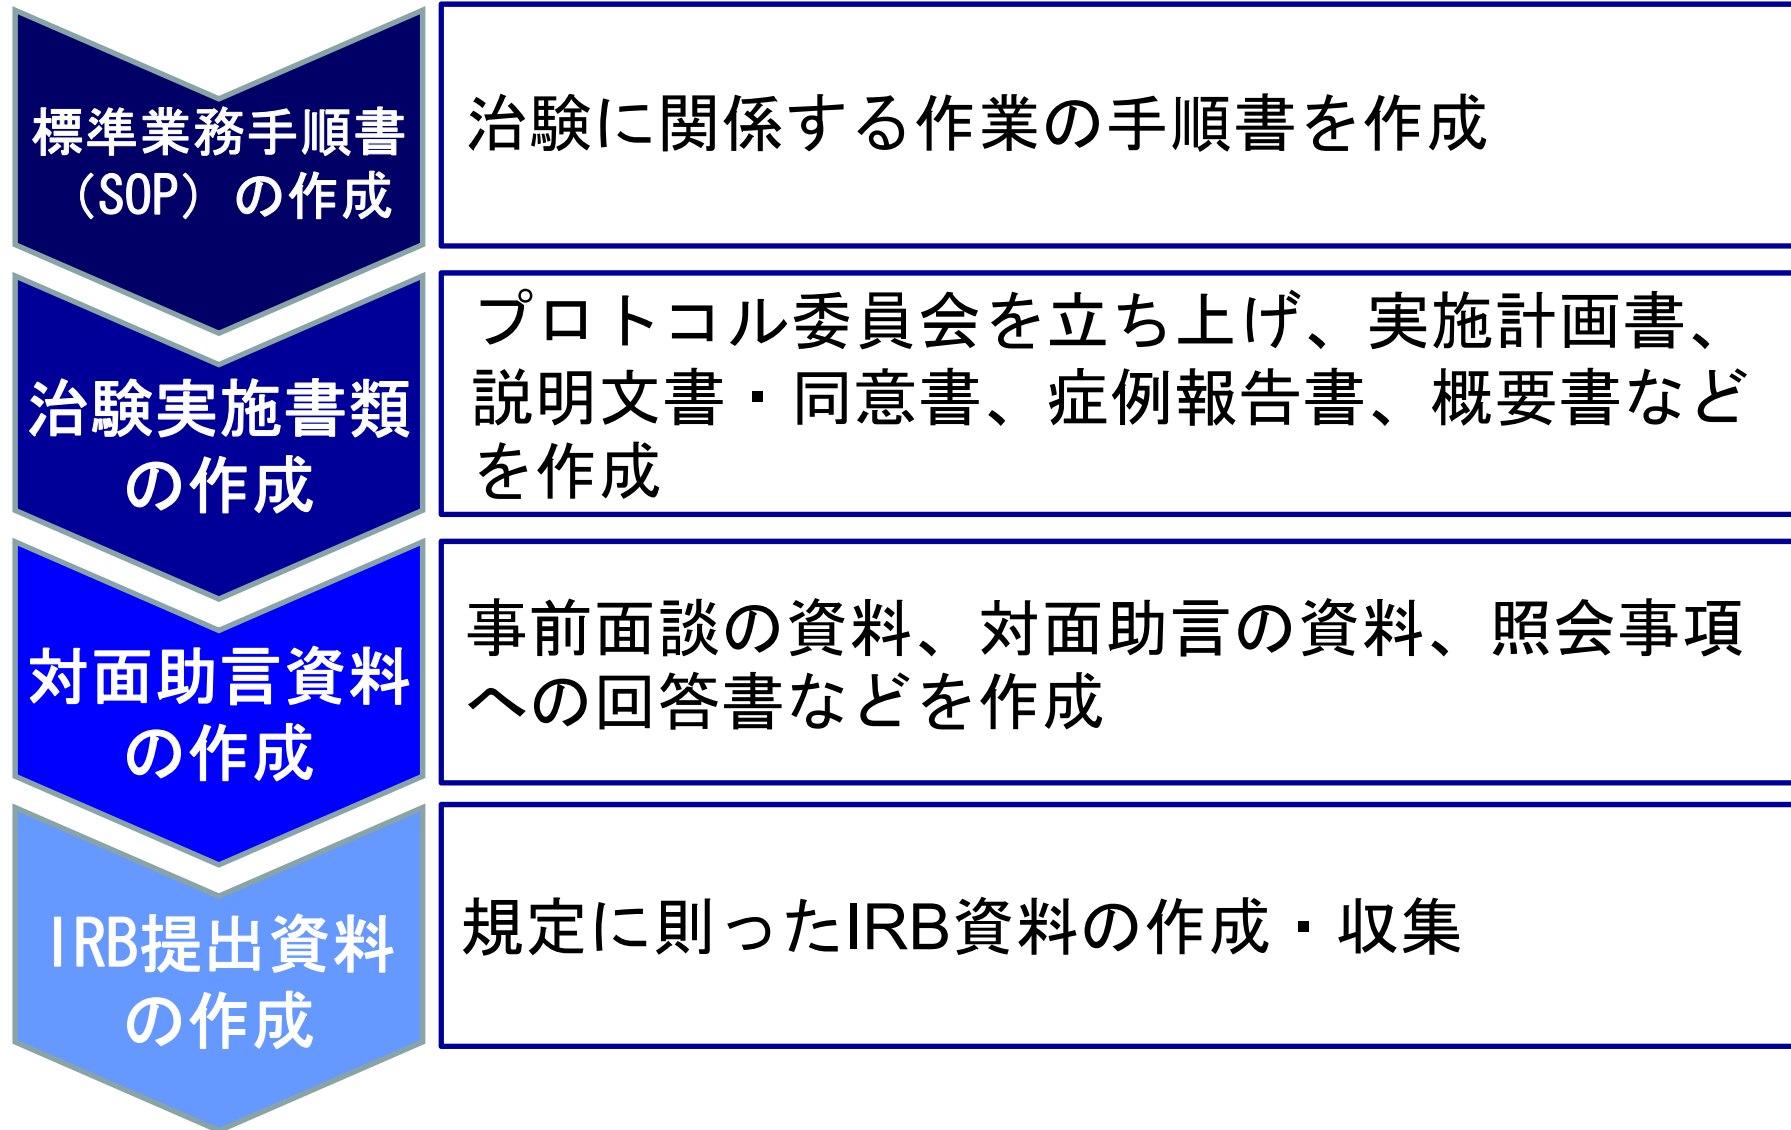 標準業務手順書
（SOP）の作成
治験に関係する作業の手順書を作成
治験実施書類
の作成
プロトコル委員会を立ち上げ、実施計画書、
説明文書・同意書、症例報告書、概要書など
を作成
対面助言資料
の作成
事前面談の資料、対面助言の資料、照会事項
への回答書などを作成
IRB提出資料
の作成
規定に則ったIRB資料の作成・収集